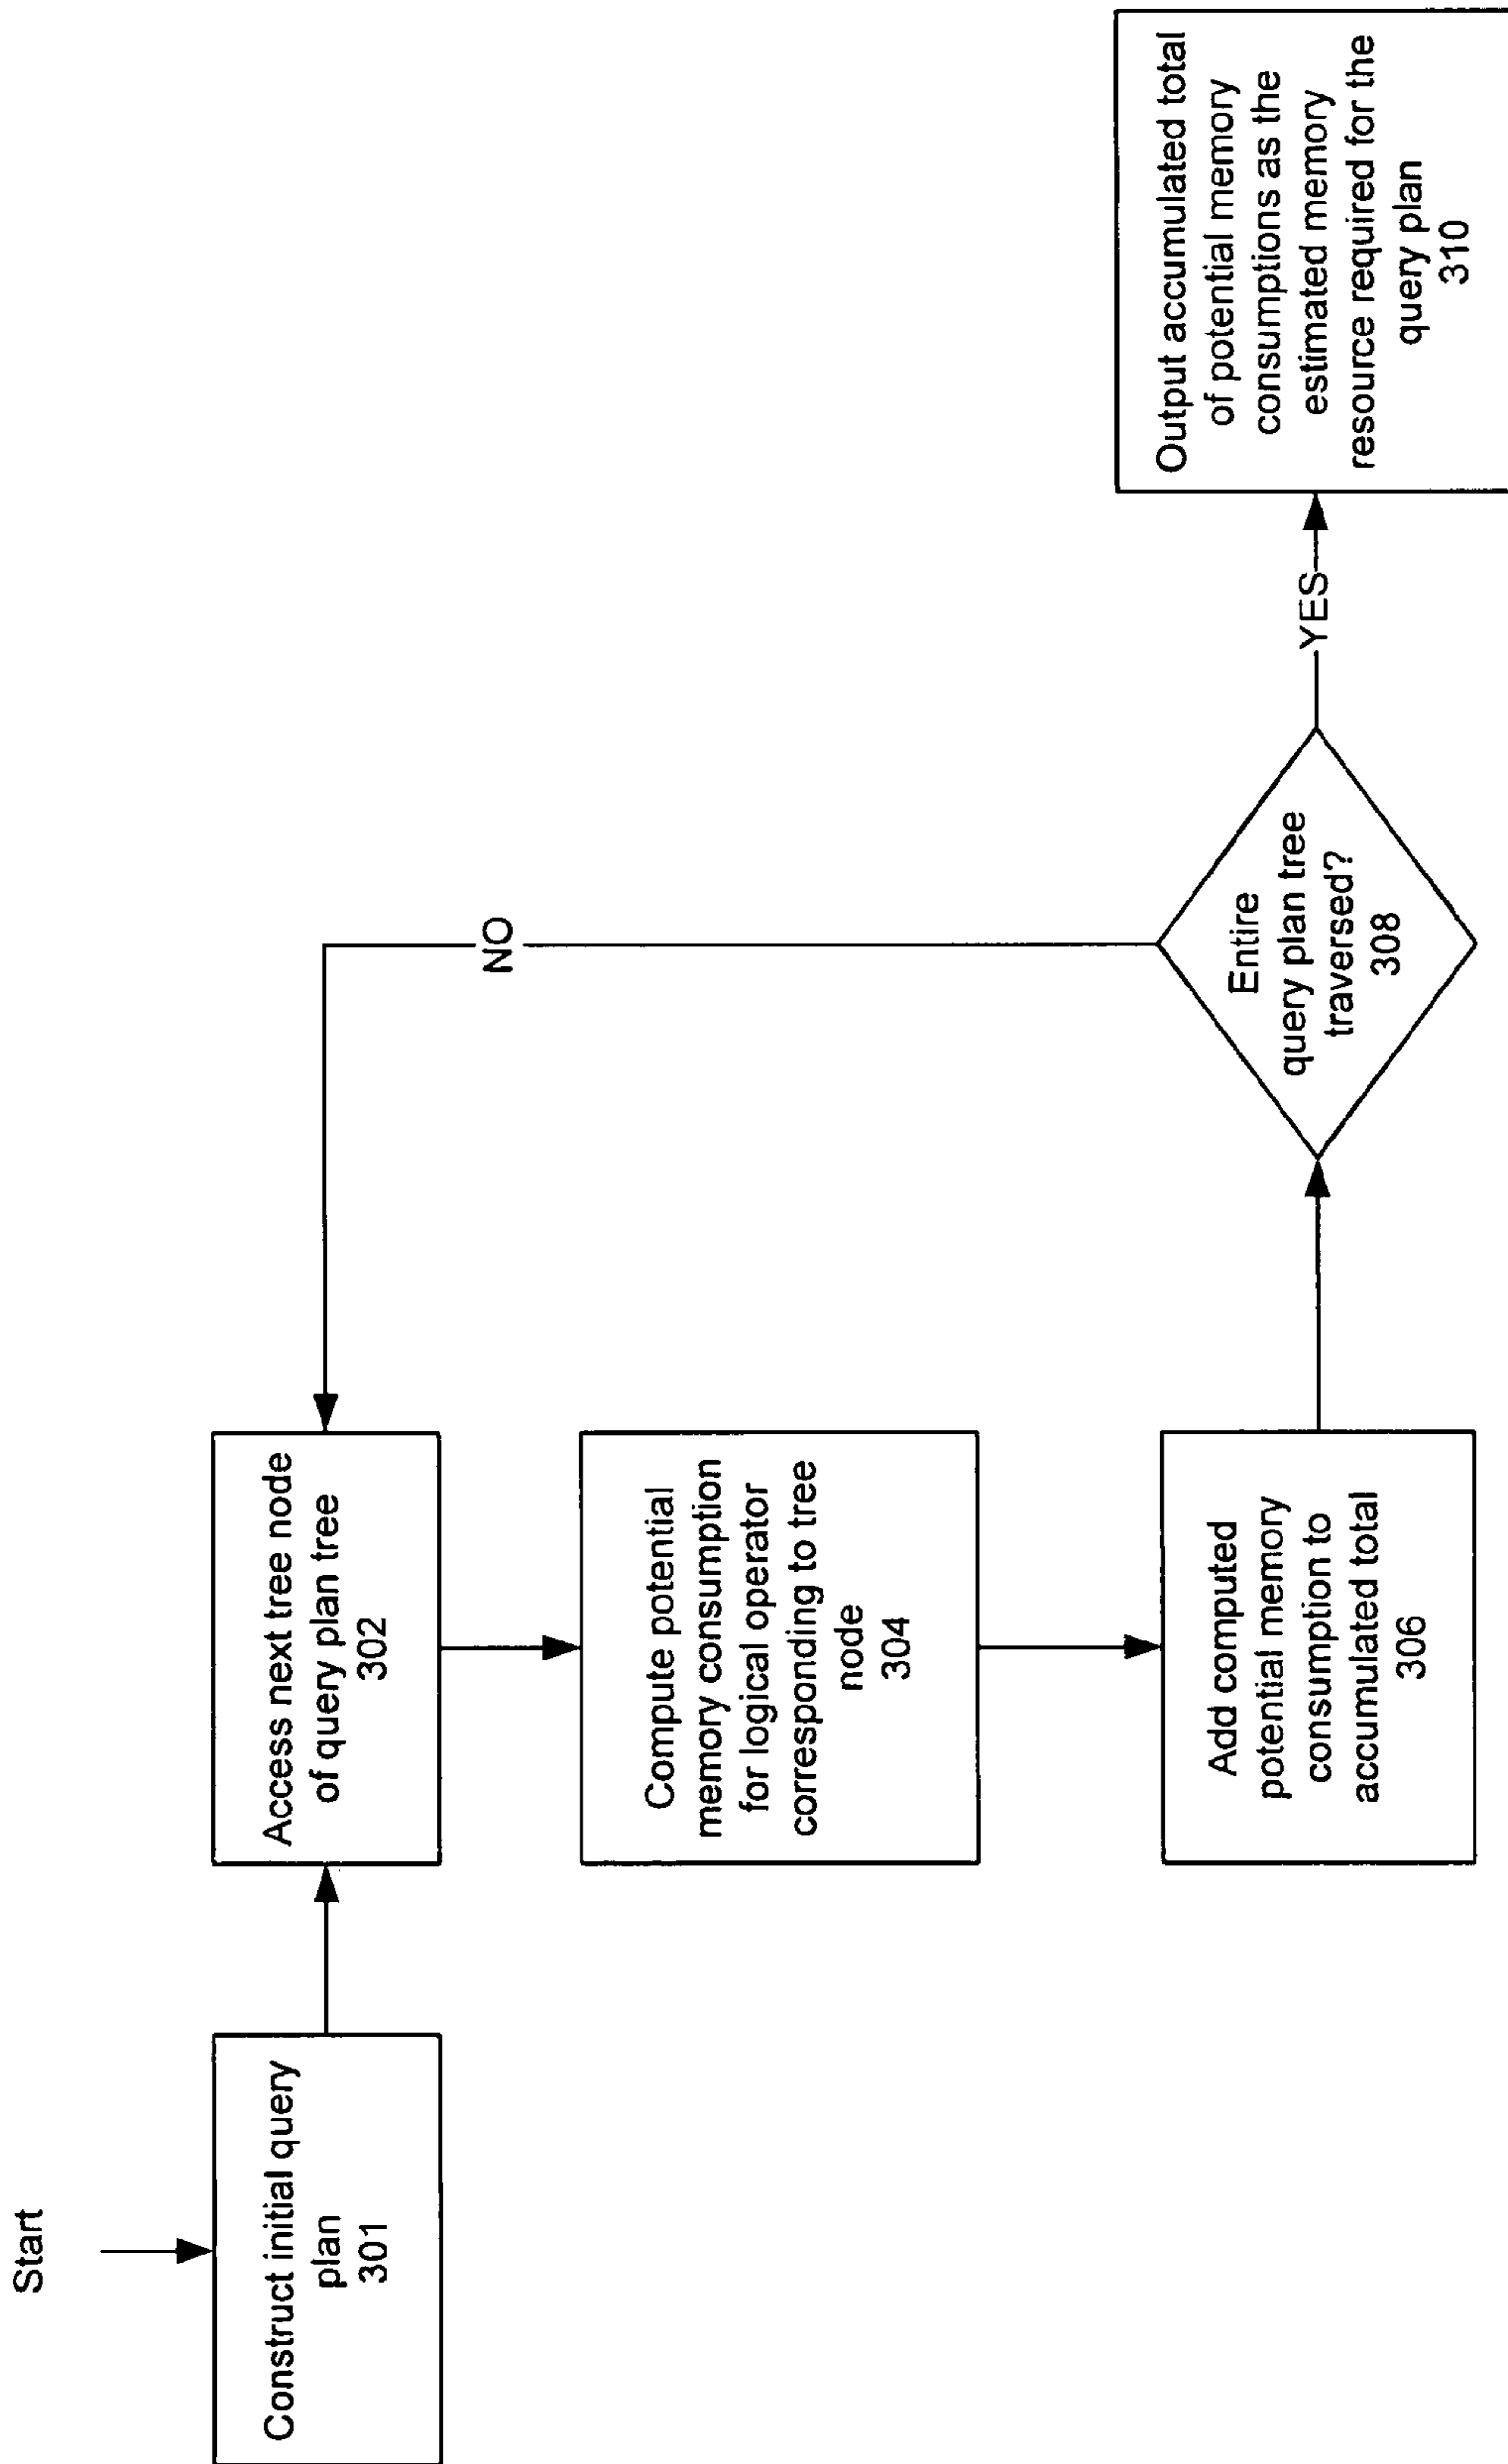 Start
Construct initial query
plan
301
Access next tree node
of query plan tree
302
Compute potential
memory consumption
for logical operator
corresponding to tree
node
304
Add computed
potential memory
consumption to
accumulated total
306
Entire
query plan tree
traversed?
308
NO
YES
Output accumulated total
of potential memory
consumptions as the
estimated memory
resource required for the
query plan
310